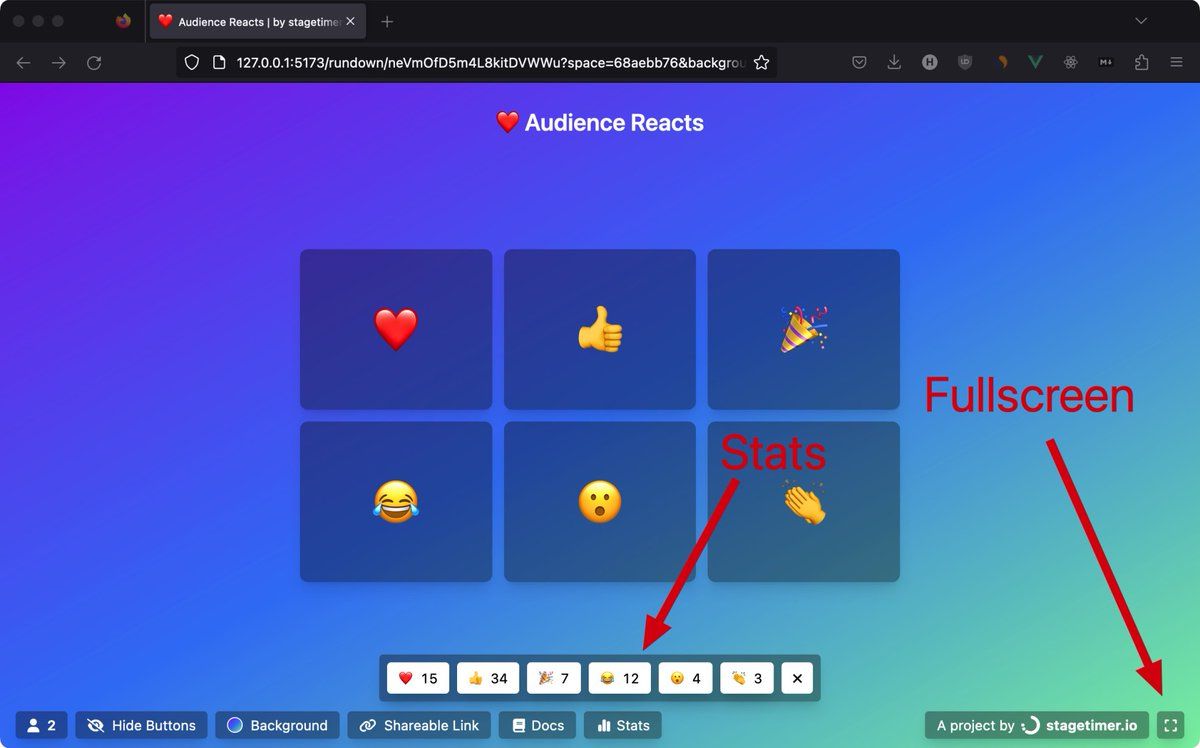 Audience Reacts | by stagetime
127.0.0.1:5173/rundown/neVmOfD5m4L8kitDVWWu?space=68aebb76&backgrou
❤️ Audience Reacts
Fullscreen
Stats
❤️ 15 👍 34 🎉 7 😂 12 😮 4 👏 3 ✕
2 Hide Buttons Background Shareable Link Docs Stats A project by stagetimer.io